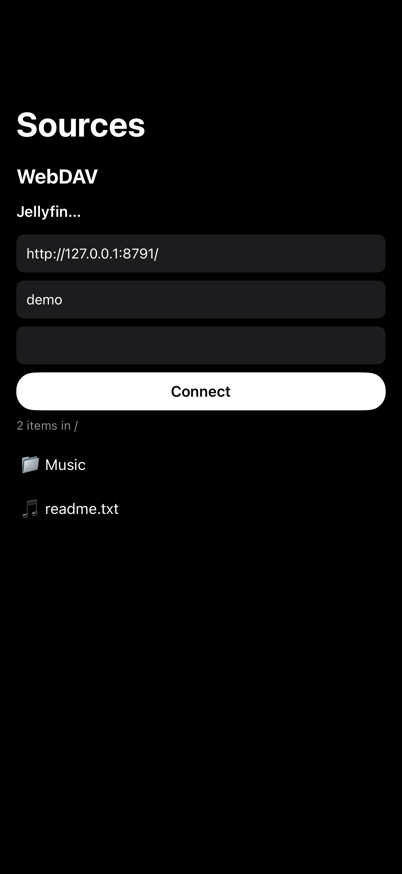 Sources
WebDAV
Jellyfin...
http://127.0.0.1:8791/
demo
Connect
2 items in /
Music
readme.txt